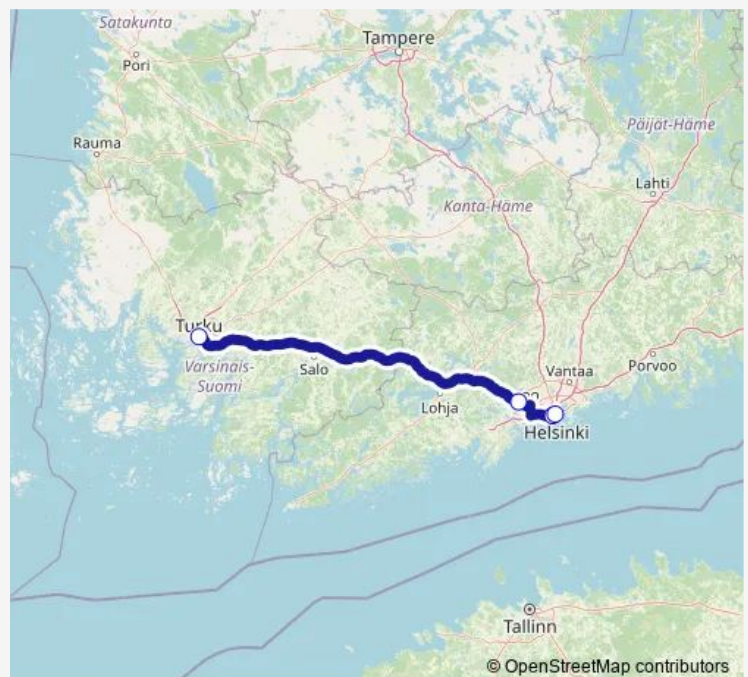 Satakunta
Tampere
Pori
Päijät-Häme
Rauma
Lahti
Kanta-Häme
Turku
Varsinais-
Suomi
Salo
Vantaa
Porvoo
Lohja
Helsinki
Tallinn
© OpenStreetMap contributors